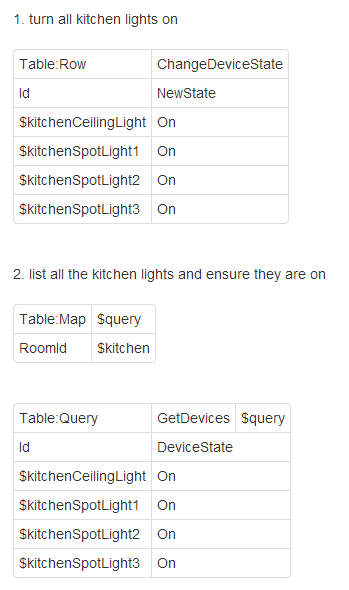 1. turn all kitchen lights on
Table:Row ChangeDeviceState
Id NewState
$kitchenCeilingLight On
$kitchenSpotLight1 On
$kitchenSpotLight2 On
$kitchenSpotLight3 On
2. list all the kitchen lights and ensure they are on
Table:Map $query
RoomId $kitchen
Table:Query GetDevices $query
Id DeviceState
$kitchenCeilingLight On
$kitchenSpotLight1 On
$kitchenSpotLight2 On
$kitchenSpotLight3 On